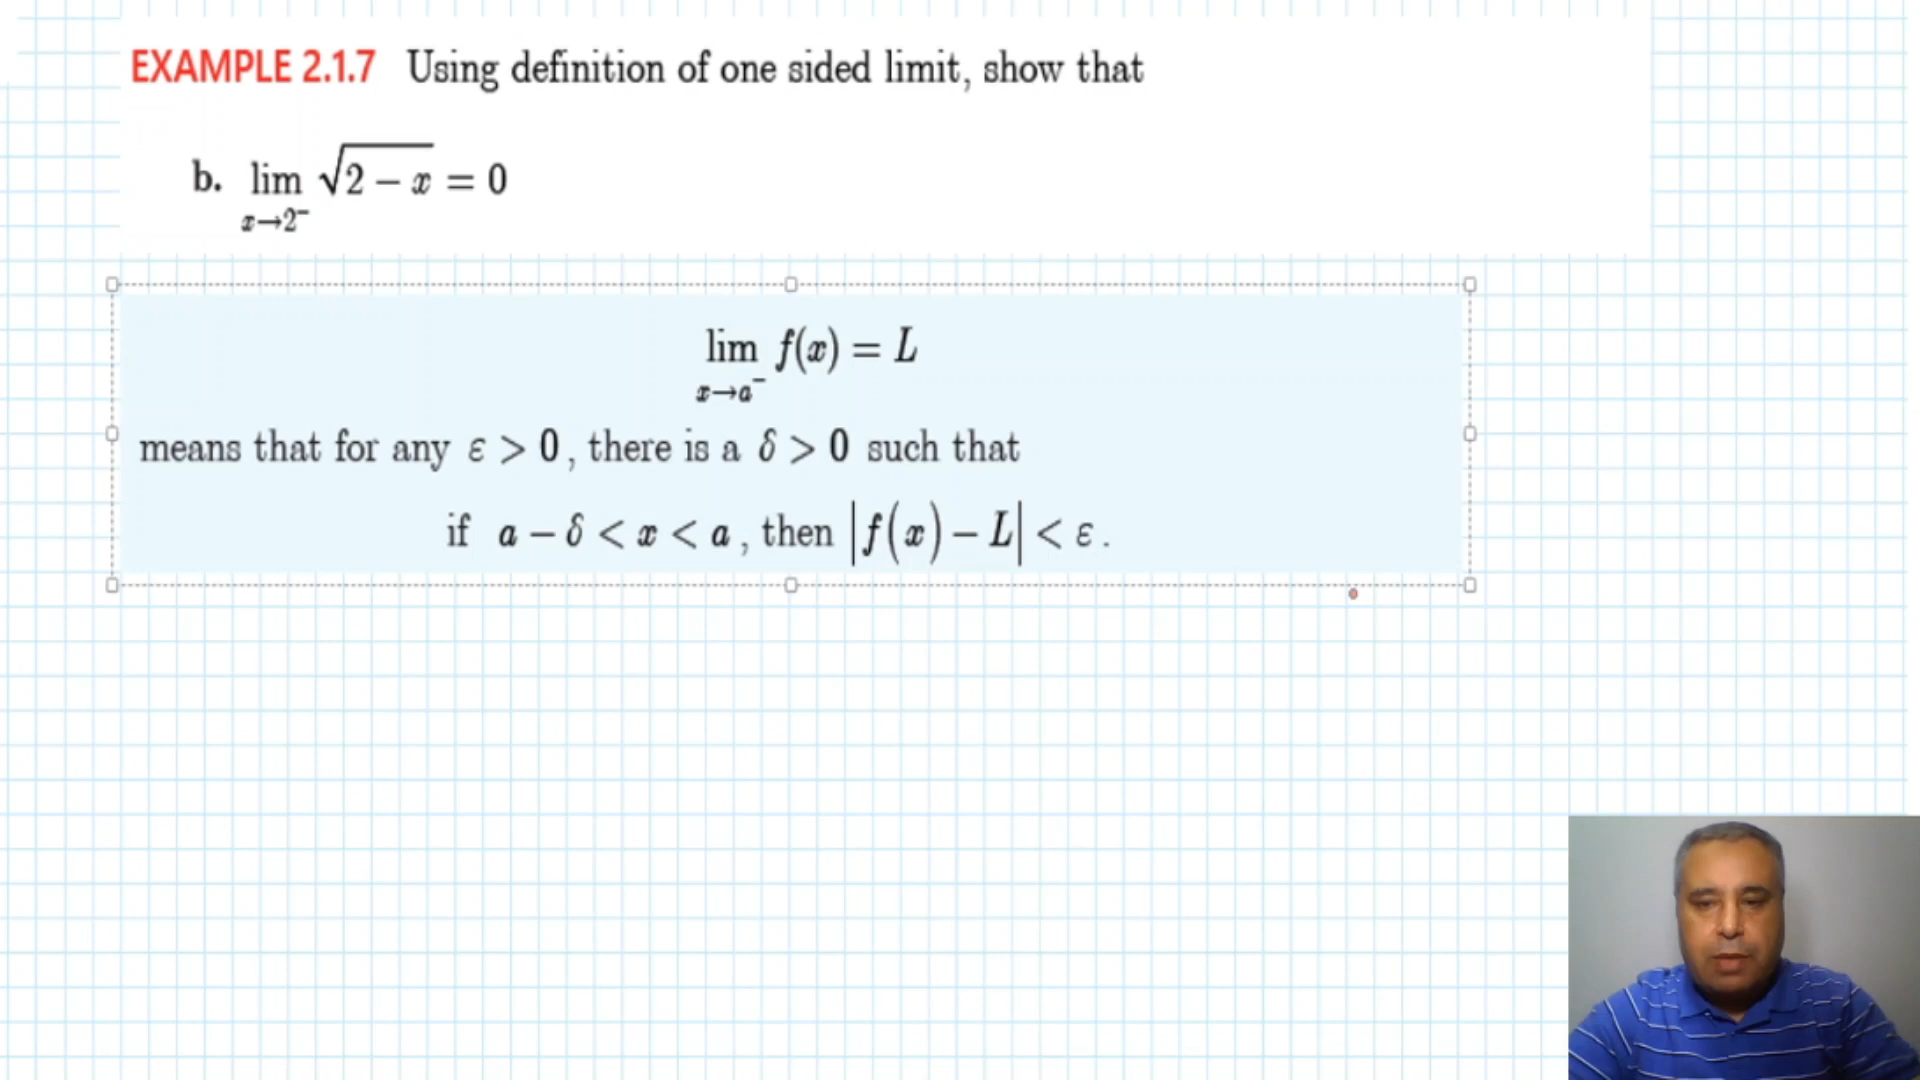 EXAMPLE 2.1.7 Using definition of one sided limit, show that
b. lim √(2 − x) = 0
x→2⁻
lim f(x) = L
x→a⁻
means that for any ε > 0, there is a δ > 0 such that
if a − δ < x < a, then |f(x) − L| < ε.